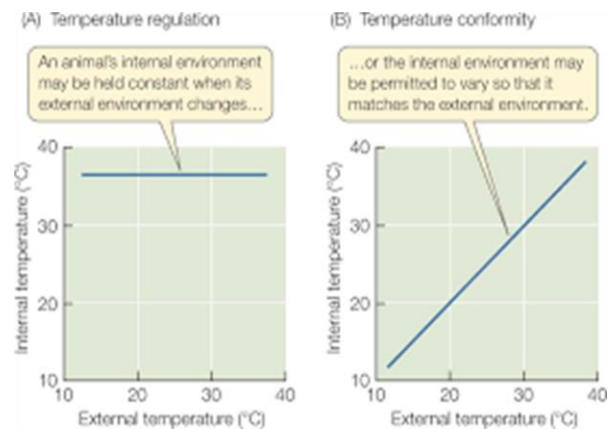 (A) Temperature regulation
An animal's internal environment
may be held constant when its
external environment changes…
40
30
20
10
Internal temperature (°C)
10 20 30 40
External temperature (°C)
(B) Temperature conformity
…or the internal environment may
be permitted to vary so that it
matches the external environment.
40
30
20
10
Internal temperature (°C)
10 20 30 40
External temperature (°C)